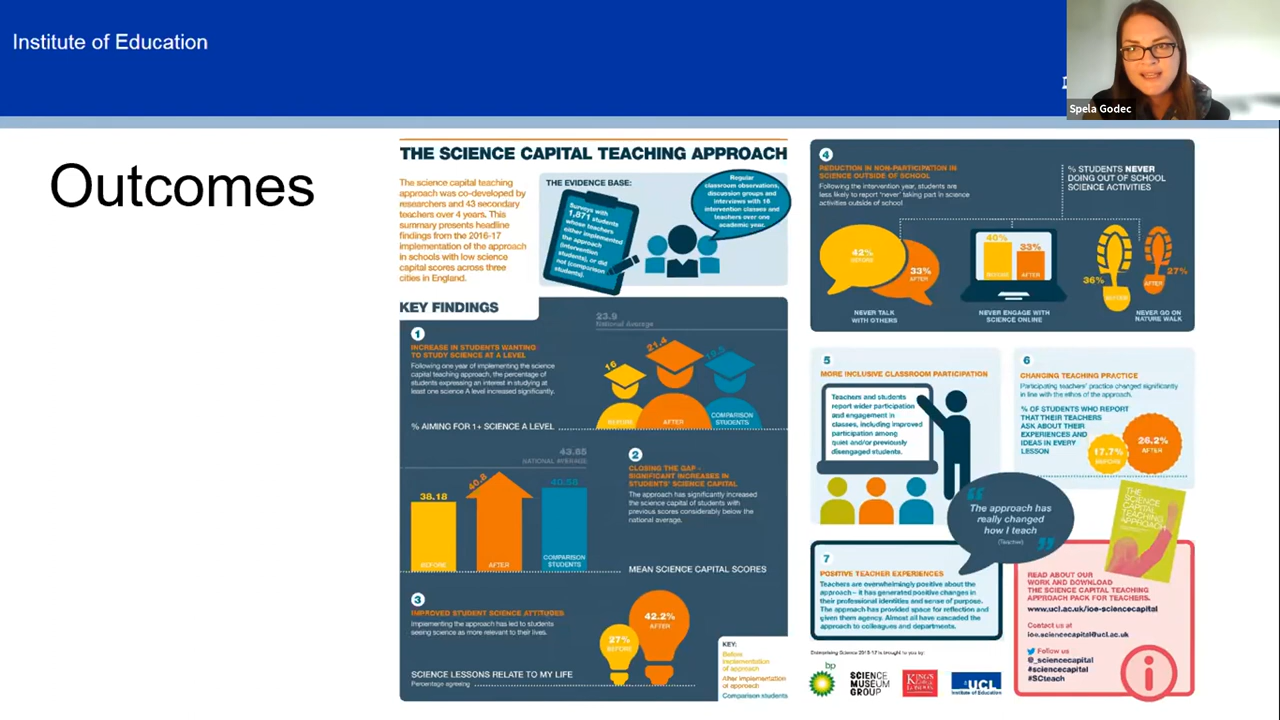 Institute of Education
Spela Godec
Outcomes
THE SCIENCE CAPITAL TEACHING APPROACH
The science capital teaching
approach was co-developed by
researchers and 43 secondary
teachers over 4 years. This
summary presents headline
findings from the 2016-17
implementation of the approach
in schools with low science
capital scores across three
cities in England.
THE EVIDENCE BASE:
Surveys with
1,871 students
whose teachers
either implemented
the approach
(intervention
students), or did
not (comparison
students).
Regular
classroom observations,
discussion groups and
interviews with 16
intervention classes and
teachers over one
academic year.
KEY FINDINGS
1
INCREASE IN STUDENTS WANTING
TO STUDY SCIENCE AT A LEVEL
Following one year of implementing the science
capital teaching approach, the percentage of
students expressing an interest in studying at
least one science A level increased significantly.
% AIMING FOR 1+ SCIENCE A LEVEL
23.9
National Average
16
21.4
BEFORE
AFTER
COMPARISON
STUDENTS
43.85
NATIONAL AVERAGE
38.18
40.58
BEFORE
AFTER
COMPARISON
STUDENTS
2
CLOSING THE GAP -
SIGNIFICANT INCREASES IN
STUDENTS' SCIENCE CAPITAL
The approach has significantly increased
the science capital of students with
previous scores considerably below the
national average.
MEAN SCIENCE CAPITAL SCORES
3
IMPROVED STUDENT SCIENCE ATTITUDES
Implementing the approach has led to students
seeing science as more relevant to their lives.
SCIENCE LESSONS RELATE TO MY LIFE
Percentage agreeing
27%
BEFORE
42.2%
AFTER
KEY:
Before
implementation
of approach
After implementation
of approach
Comparison students
4
REDUCTION IN NON-PARTICIPATION IN
SCIENCE OUTSIDE OF SCHOOL
Following the intervention year, students are
less likely to report 'never' taking part in science
activities outside of school
% STUDENTS NEVER
DOING OUT OF SCHOOL
SCIENCE ACTIVITIES
42%
BEFORE
33%
AFTER
NEVER TALK
WITH OTHERS
40%
BEFORE
33%
AFTER
NEVER ENGAGE WITH
SCIENCE ONLINE
36%
BEFORE
27%
AFTER
NEVER GO ON
NATURE WALK
5
MORE INCLUSIVE CLASSROOM PARTICIPATION
Teachers and students
report wider participation
and engagement in
classes, including improved
participation among
quiet and/or previously
disengaged students.
6
CHANGING TEACHING PRACTICE
Participating teachers' practice changed significantly
in line with the ethos of the approach.
% OF STUDENTS WHO REPORT
THAT THEIR TEACHERS
ASK ABOUT THEIR
EXPERIENCES AND
IDEAS IN EVERY
LESSON
17.7%
BEFORE
26.2%
AFTER
"The approach has
really changed
how I teach"
(Teacher)
THE SCIENCE
CAPITAL
TEACHING
APPROACH
7
POSITIVE TEACHER EXPERIENCES
Teachers are overwhelmingly positive about the
approach - it has generated positive changes in
their professional identities and sense of purpose.
The approach has provided space for reflection and
given them agency. Almost all have cascaded the
approach to colleagues and departments.
READ ABOUT OUR
WORK AND DOWNLOAD
THE SCIENCE CAPITAL TEACHING
APPROACH PACK FOR TEACHERS.
www.ucl.ac.uk/ioe-sciencecapital
Contact us at
ioe.sciencecapital@ucl.ac.uk
Follow us
@_sciencecapital
#sciencecapital
#SCteach
Enterprising Science 2013-17 is brought to you by:
bp
SCIENCE
MUSEUM
GROUP
KING'S
College
LONDON
UCL
Institute of Education